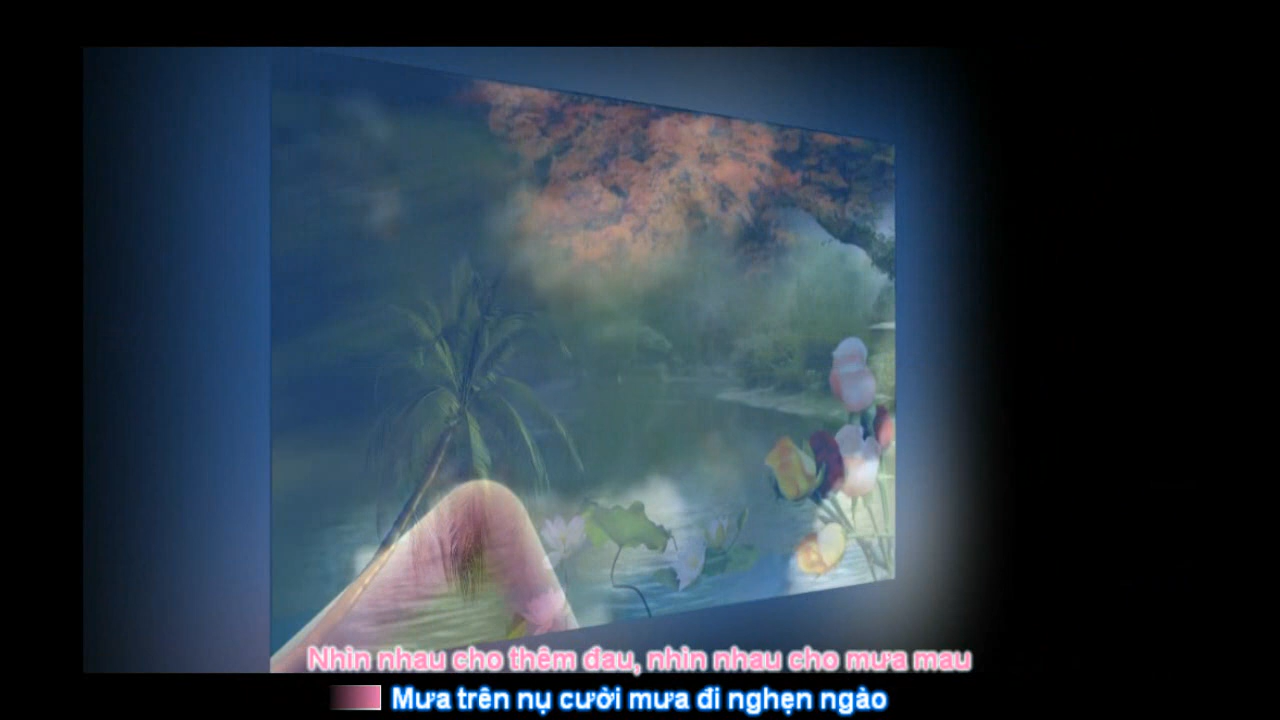 Nhìn nhau cho thêm đau, nhìn nhau cho mưa mau
Mưa trên nụ cười mưa đi nghẹn ngào